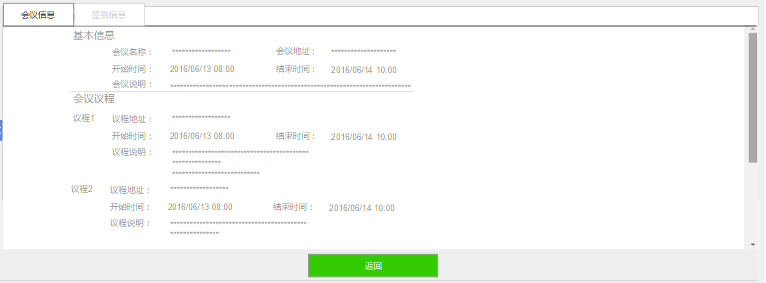 会议信息 签到信息
基本信息
会议名称： ****************** 会议地址： ********************
开始时间： 2016/06/13 08:00 结束时间： 2016/06/14 10:00
会议说明： **************************************************************************
会议议程
议程1 议程地址： ******************
开始时间： 2016/06/13 08:00 结束时间： 2016/06/14 10:00
议程说明： ******************************************
***************
***************************
议程2 议程地址： ******************
开始时间： 2016/06/13 08:00 结束时间： 2016/06/14 10:00
议程说明： ******************************************
***************
返回